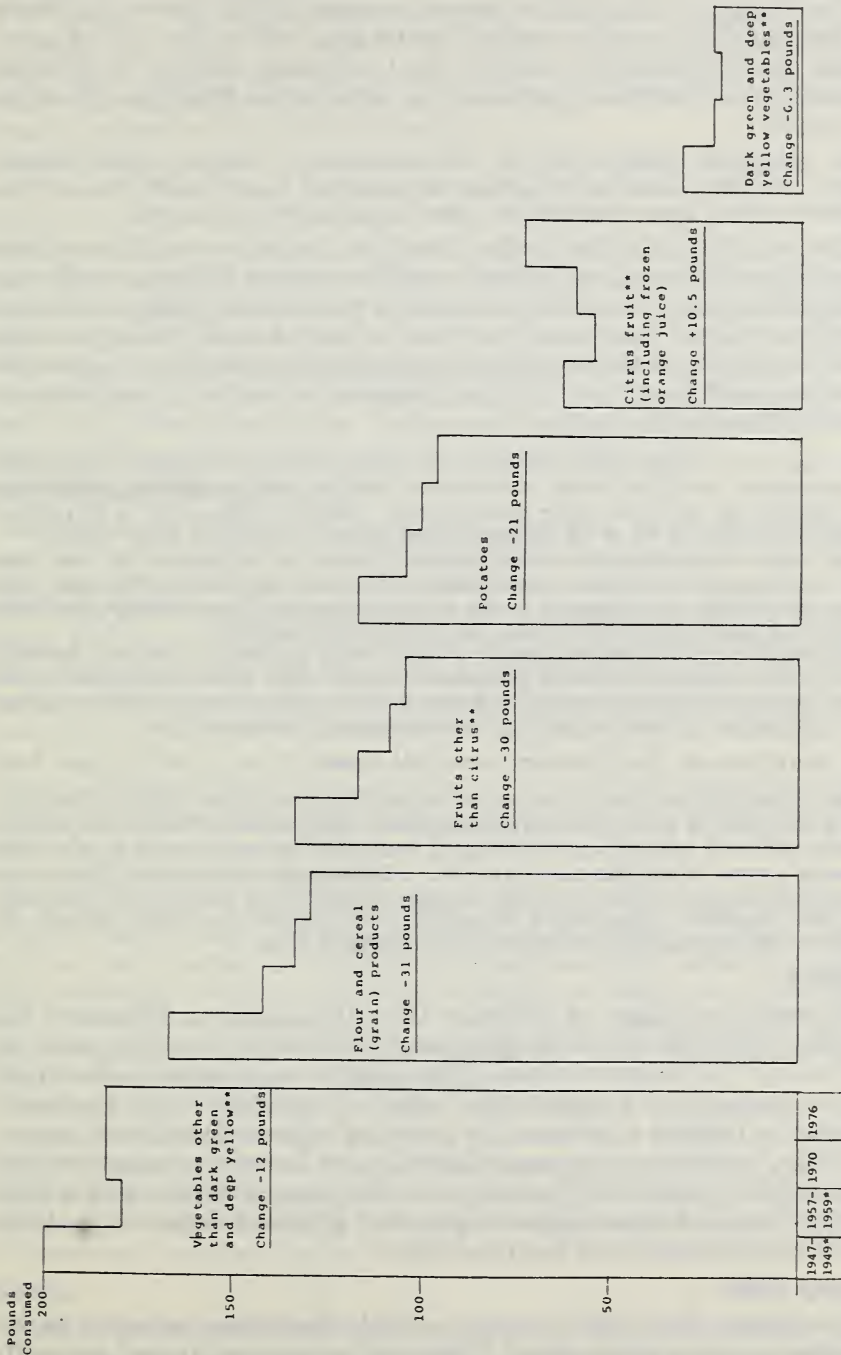 Pounds
Consumed
200
150
100
50
Vegetables other
than dark green
and deep yellow**
Change -12 pounds
Flour and cereal
(grain) products
Change -31 pounds
Fruits other
than citrus**
Change -30 pounds
Potatoes
Change -21 pounds
Citrus fruit**
(including frozen
orange juice)
Change +10.5 pounds
Dark green and deep
yellow vegetables**
Change -6.3 pounds
1947- 1957- 1970 1976
1949* 1959*